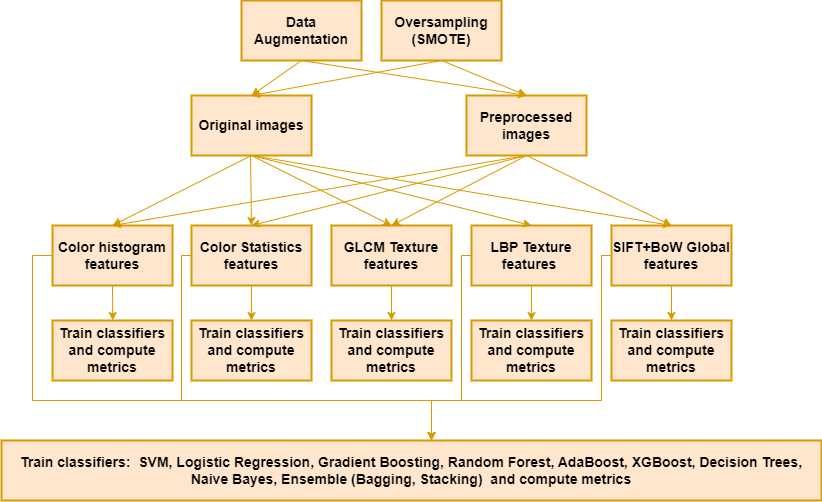 Data
Augmentation
Oversampling
(SMOTE)
Original images
Preprocessed
images
Color histogram
features
Color Statistics
features
GLCM Texture
features
LBP Texture
features
SIFT+BoW Global
features
Train classifiers
and compute
metrics
Train classifiers
and compute
metrics
Train classifiers
and compute
metrics
Train classifiers
and compute
metrics
Train classifiers
and compute
metrics
Train classifiers:  SVM, Logistic Regression, Gradient Boosting, Random Forest, AdaBoost, XGBoost, Decision Trees,
Naive Bayes, Ensemble (Bagging, Stacking)  and compute metrics